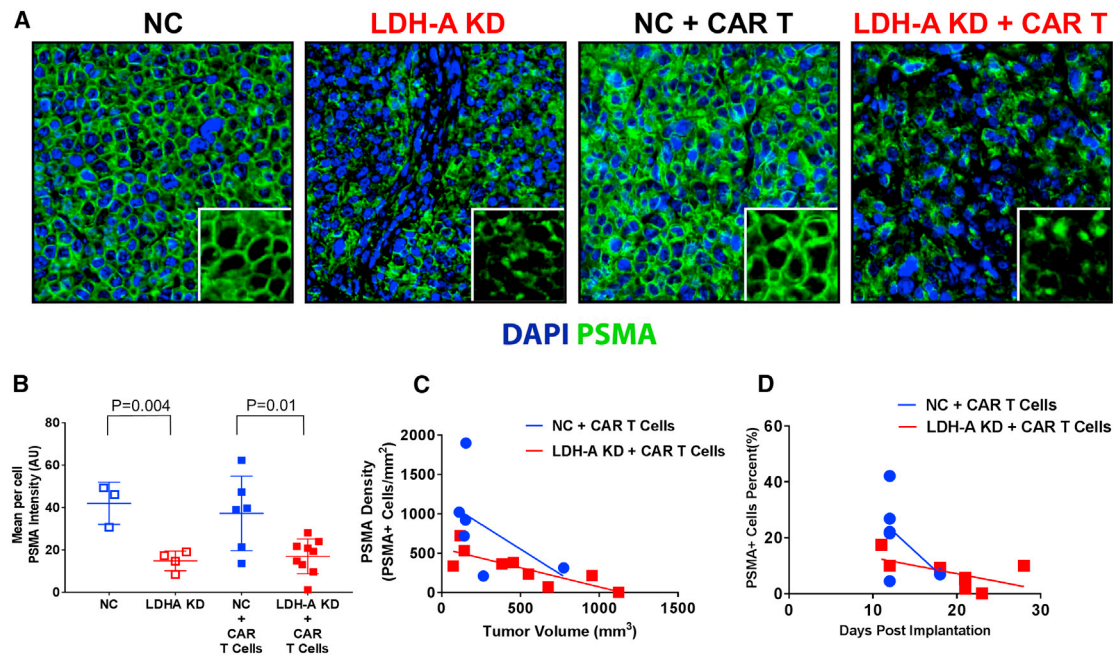 A
NC
LDH-A KD
NC + CAR T
LDH-A KD + CAR T
DAPI PSMA
B
P=0.004
P=0.01
Mean per cell
PSMA Intensity (AU)
80
60
40
20
0
NC
LDHA KD
NC
+
CAR
T Cells
LDH-A KD
+
CAR
T Cells
C
NC + CAR T Cells
LDH-A KD + CAR T Cells
PSMA Density
(PSMA+ Cells/mm²)
2000
1500
1000
500
0
0
500
1000
1500
Tumor Volume (mm³)
D
NC + CAR T Cells
LDH-A KD + CAR T Cells
PSMA+ Cells Percent(%)
80
60
40
20
0
0
10
20
30
Days Post Implantation